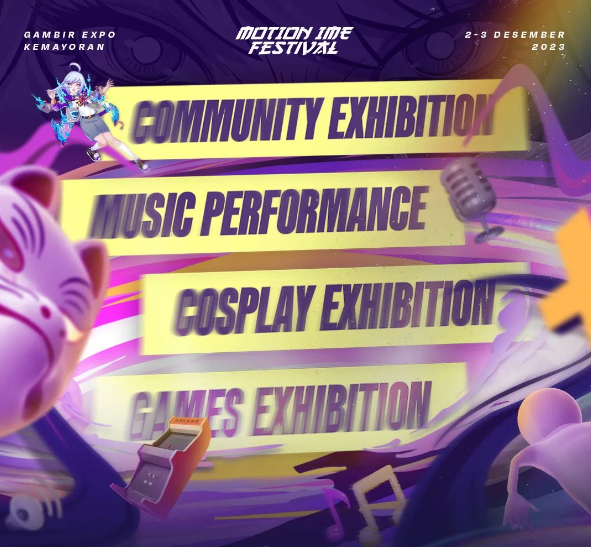 GAMBIR EXPO
KEMAYORAN
MOTION IME
FESTIVAL
2-3 DESEMBER
2023
COMMUNITY EXHIBITION
MUSIC PERFORMANCE
COSPLAY EXHIBITION
GAMES EXHIBITION